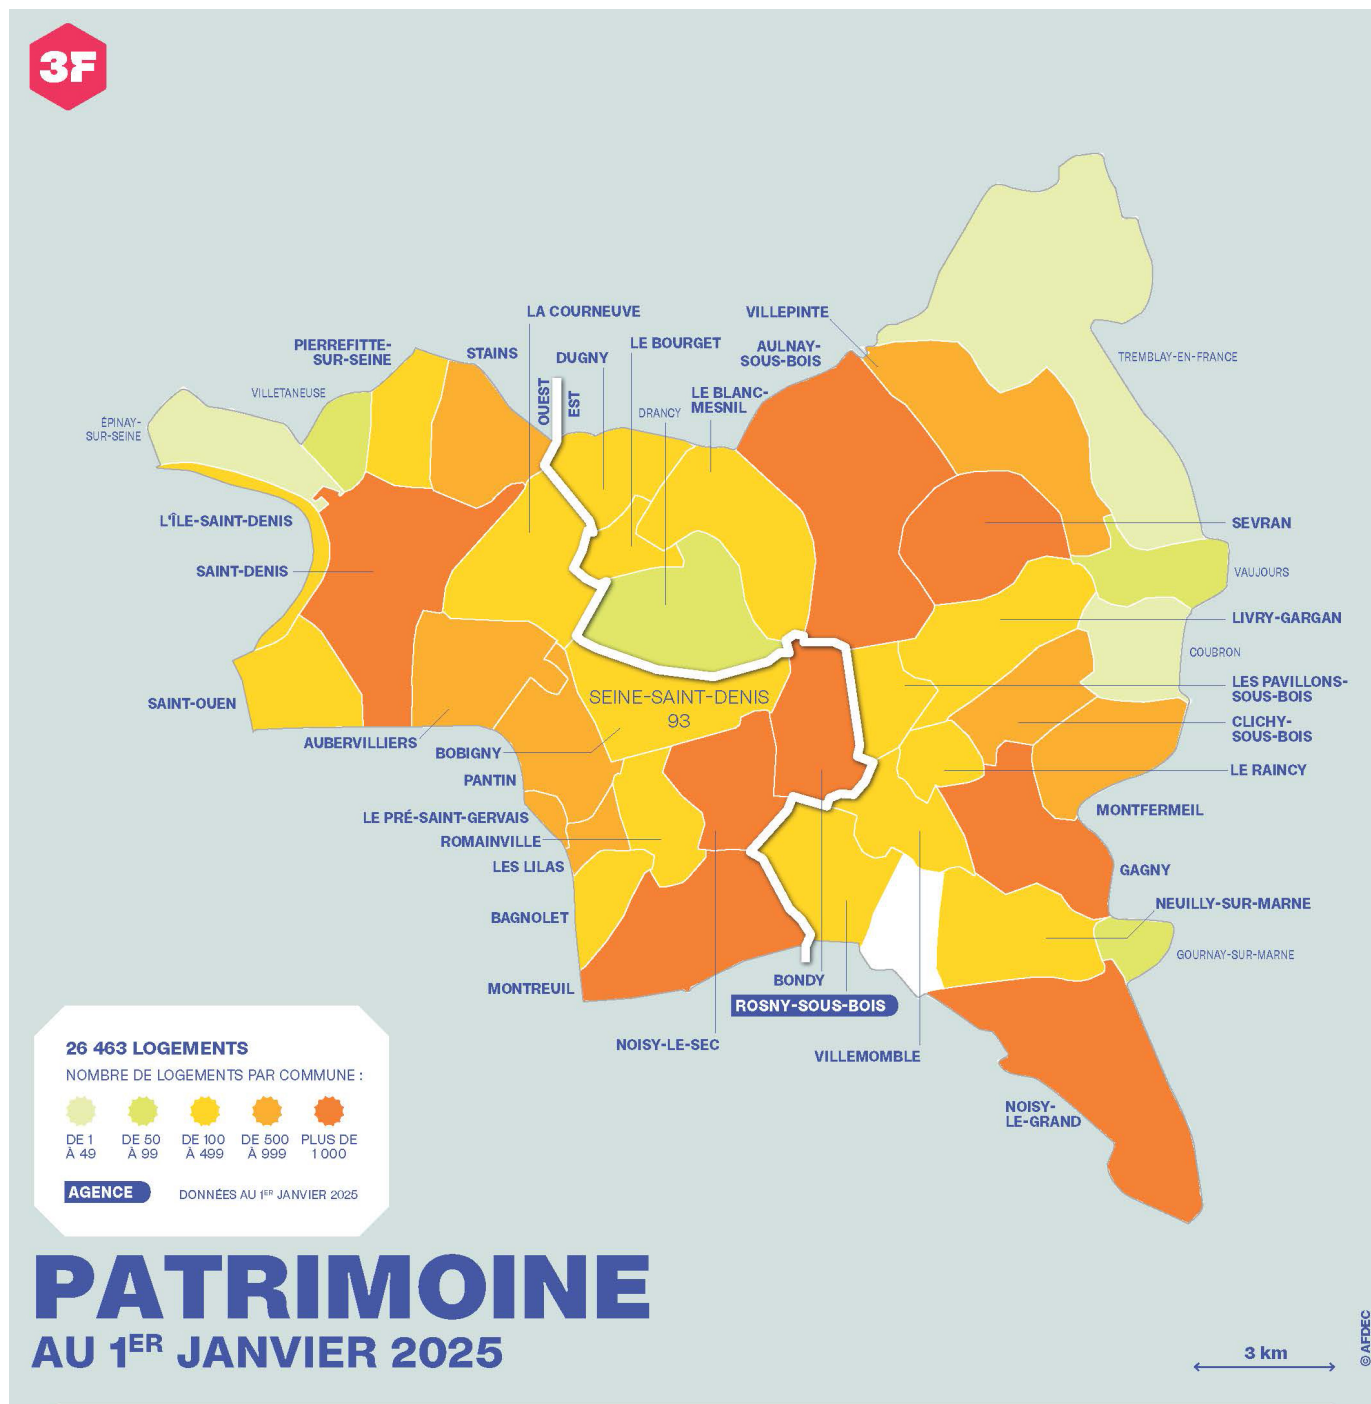 3F
LA COURNEUVE
VILLEPINTE
PIERREFITTE-
SUR-SEINE
STAINS
DUGNY
LE BOURGET
AULNAY-
SOUS-BOIS
TREMBLAY-EN-FRANCE
VILLETANEUSE
OUEST
EST
DRANCY
LE BLANC-
MESNIL
ÉPINAY-
SUR-SEINE
L'ÎLE-SAINT-DENIS
SEVRAN
SAINT-DENIS
VAUJOURS
LIVRY-GARGAN
COUBRON
SEINE-SAINT-DENIS
93
LES PAVILLONS-
SOUS-BOIS
SAINT-OUEN
CLICHY-
SOUS-BOIS
AUBERVILLIERS
BOBIGNY
LE RAINCY
PANTIN
MONTFERMEIL
LE PRÉ-SAINT-GERVAIS
ROMAINVILLE
LES LILAS
GAGNY
BAGNOLET
NEUILLY-SUR-MARNE
GOURNAY-SUR-MARNE
MONTREUIL
BONDY
ROSNY-SOUS-BOIS
NOISY-LE-SEC
VILLEMOMBLE
NOISY-
LE-GRAND
26 463 LOGEMENTS
NOMBRE DE LOGEMENTS PAR COMMUNE :
DE 1
À 49
DE 50
À 99
DE 100
À 499
DE 500
À 999
PLUS DE
1 000
AGENCE
DONNÉES AU 1ER JANVIER 2025
PATRIMOINE
AU 1ER JANVIER 2025
3 km
© AFDEC